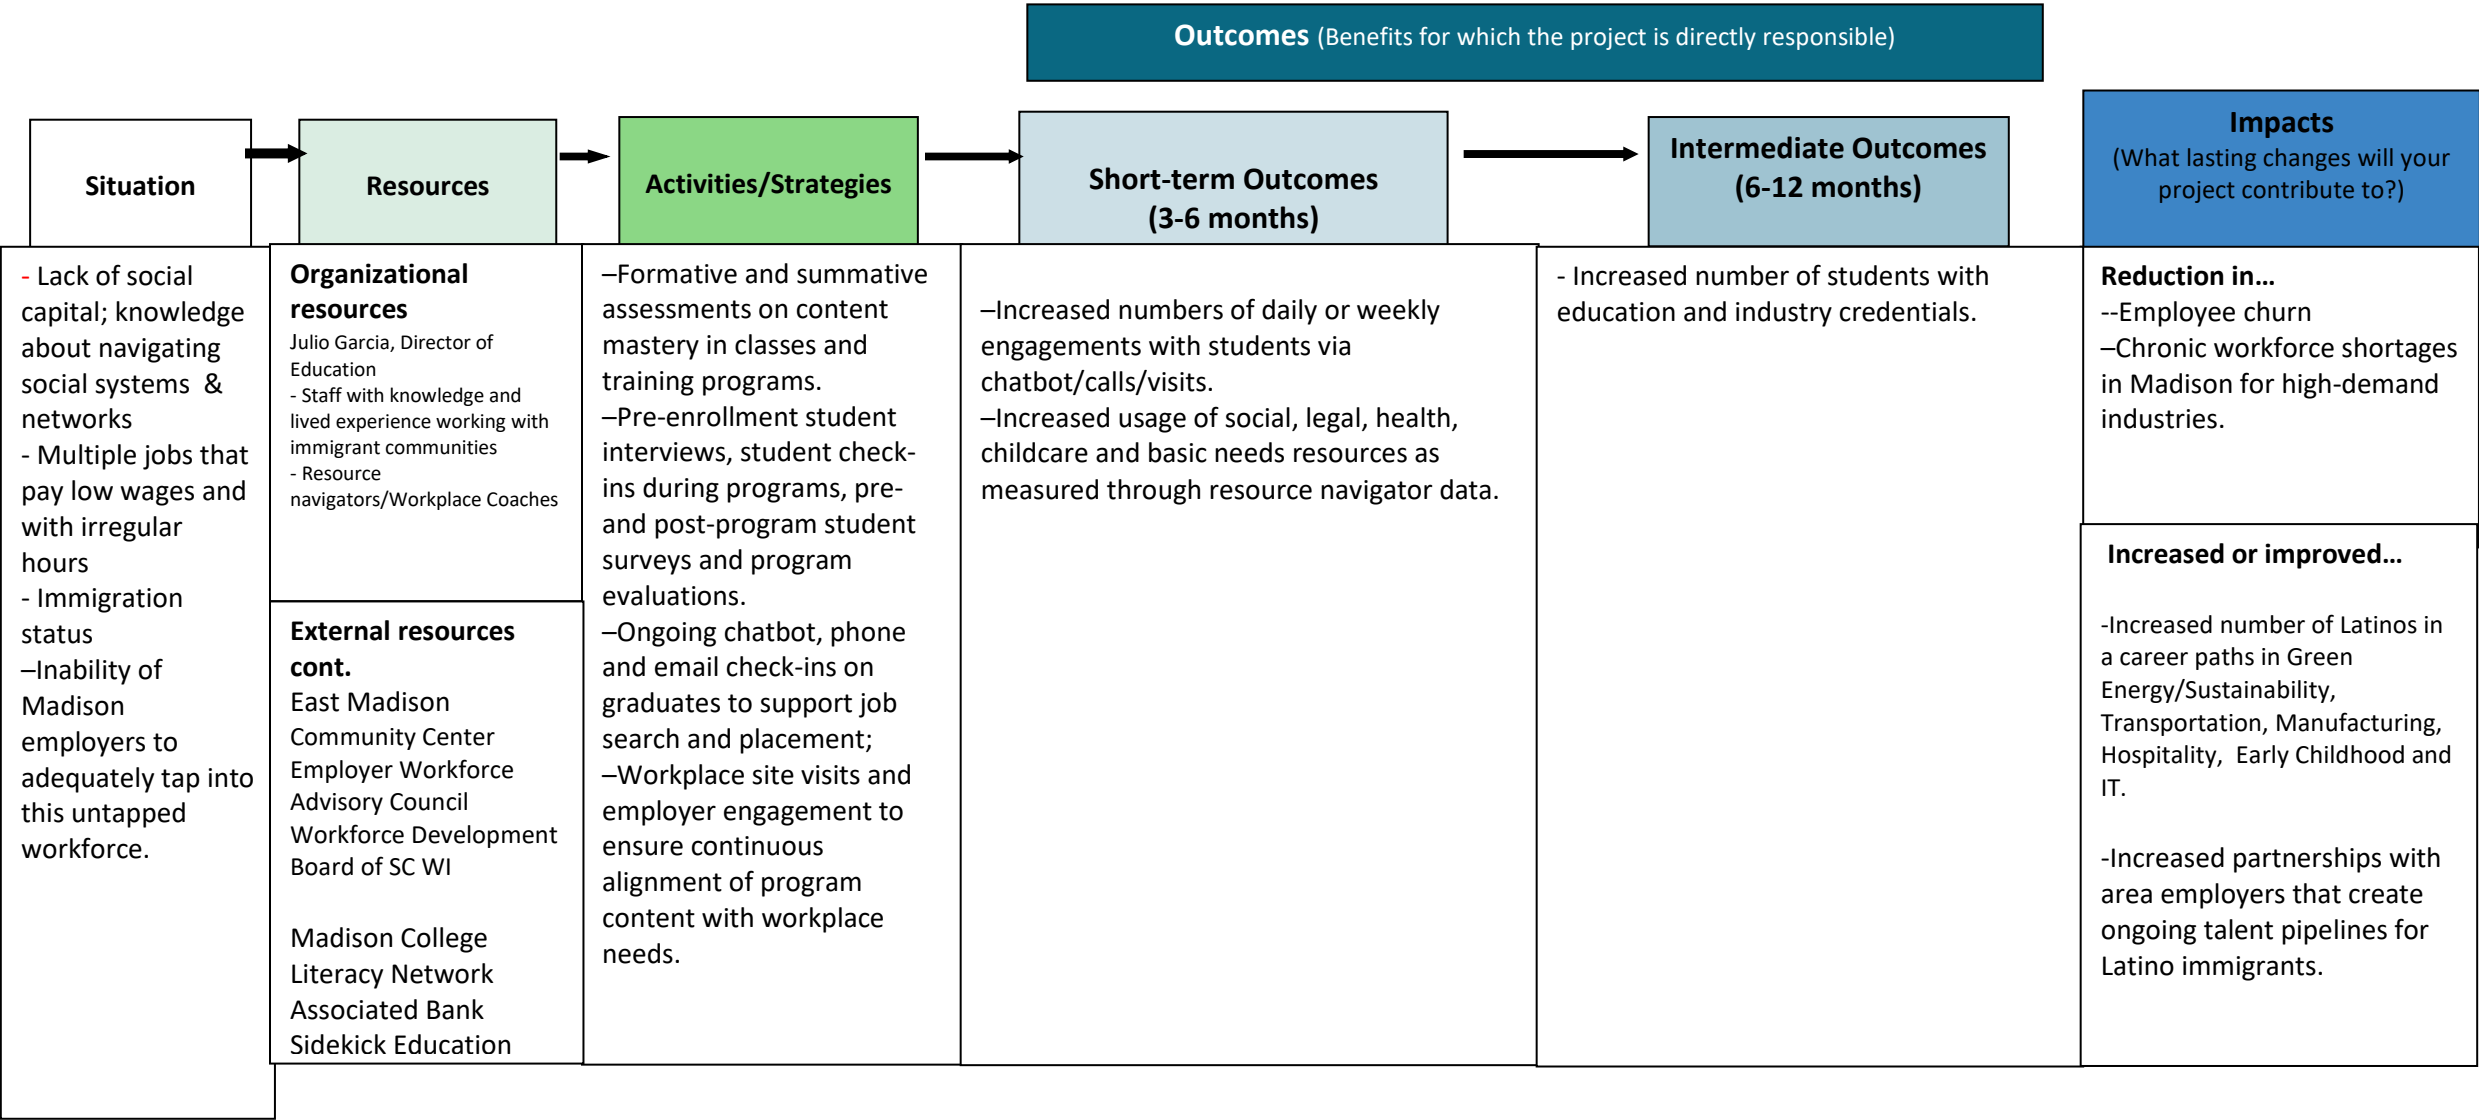 Outcomes (Benefits for which the project is directly responsible)
Situation
Resources
Activities/Strategies
Short-term Outcomes
(3-6 months)
Intermediate Outcomes
(6-12 months)
Impacts
(What lasting changes will your
project contribute to?)
- Lack of social
capital; knowledge
about navigating
social systems  &
networks
- Multiple jobs that
pay low wages and
with irregular
hours
- Immigration
status
–Inability of
Madison
employers to
adequately tap into
this untapped
workforce.
Organizational
resources
Julio Garcia, Director of
Education
- Staff with knowledge and
lived experience working with
immigrant communities
- Resource
navigators/Workplace Coaches
External resources
cont.
East Madison
Community Center
Employer Workforce
Advisory Council
Workforce Development
Board of SC WI
Madison College
Literacy Network
Associated Bank
Sidekick Education
–Formative and summative
assessments on content
mastery in classes and
training programs.
–Pre-enrollment student
interviews, student check-
ins during programs, pre-
and post-program student
surveys and program
evaluations.
–Ongoing chatbot, phone
and email check-ins on
graduates to support job
search and placement;
–Workplace site visits and
employer engagement to
ensure continuous
alignment of program
content with workplace
needs.
–Increased numbers of daily or weekly
engagements with students via
chatbot/calls/visits.
–Increased usage of social, legal, health,
childcare and basic needs resources as
measured through resource navigator data.
- Increased number of students with
education and industry credentials.
Reduction in…
--Employee churn
–Chronic workforce shortages
in Madison for high-demand
industries.
Increased or improved…
-Increased number of Latinos in
a career paths in Green
Energy/Sustainability,
Transportation, Manufacturing,
Hospitality,  Early Childhood and
IT.
-Increased partnerships with
area employers that create
ongoing talent pipelines for
Latino immigrants.